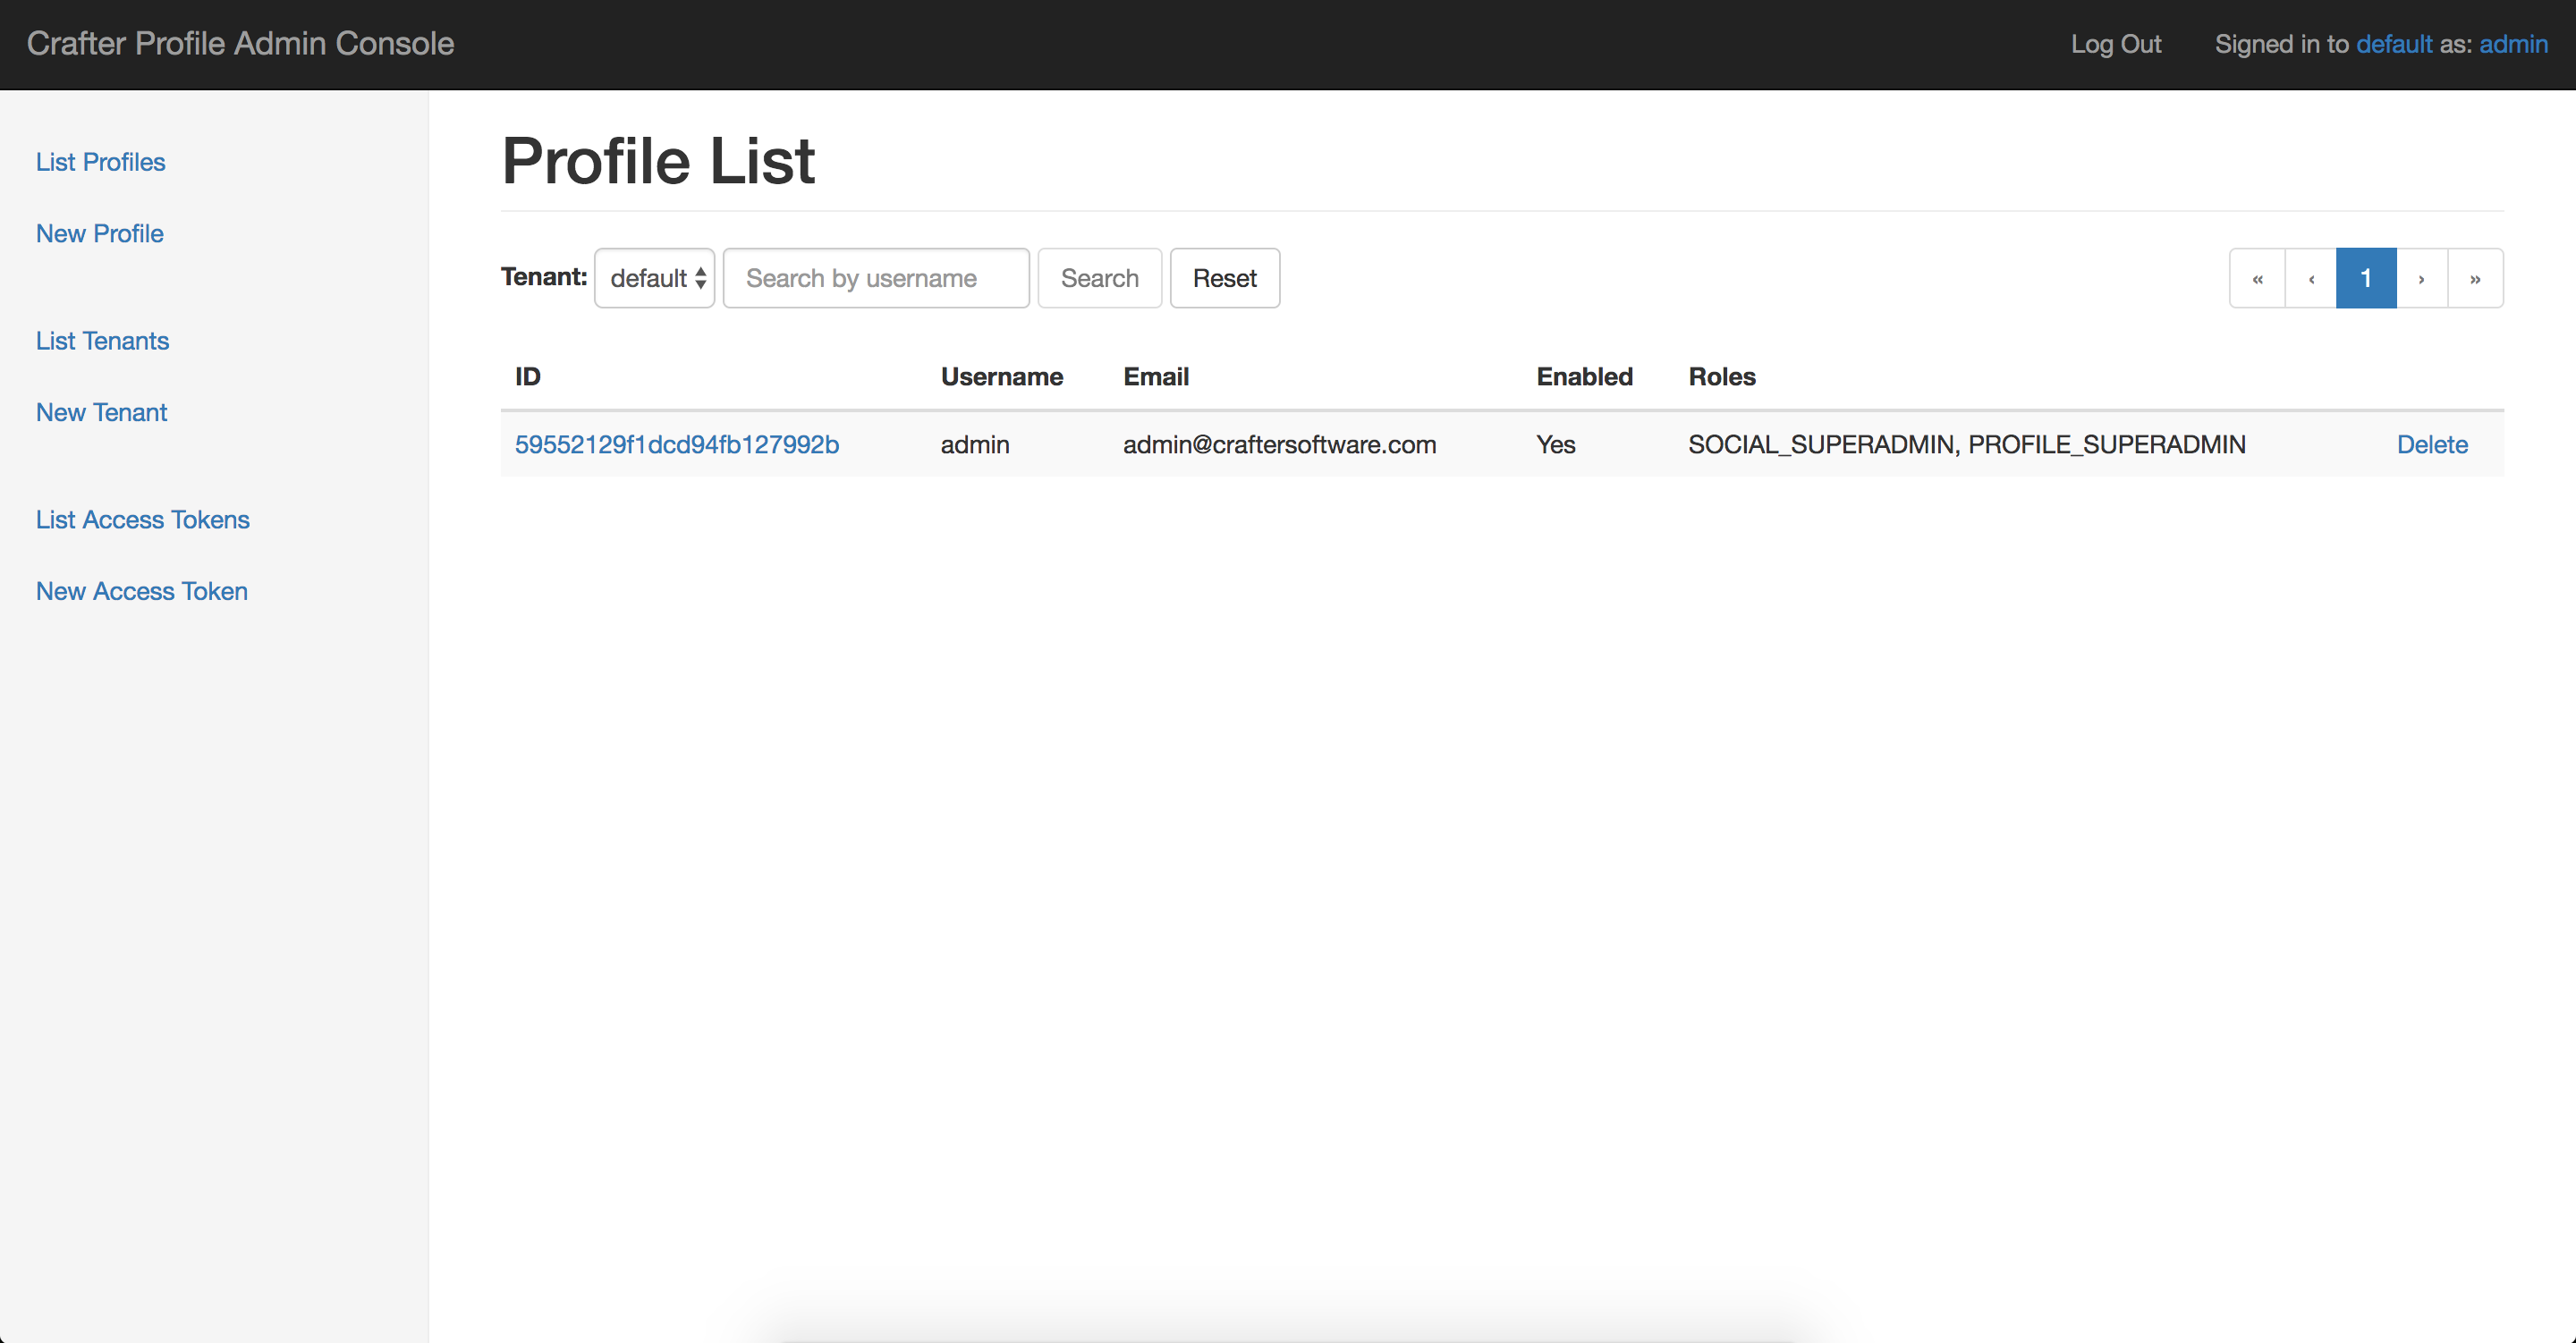 Crafter Profile Admin Console
Log Out Signed in to default as: admin
List Profiles
New Profile
List Tenants
New Tenant
List Access Tokens
New Access Token
Profile List
Tenant: default Search by username Search Reset
« ‹ 1 › »
ID Username Email Enabled Roles
59552129f1dcd94fb127992b admin admin@craftersoftware.com Yes SOCIAL_SUPERADMIN, PROFILE_SUPERADMIN Delete